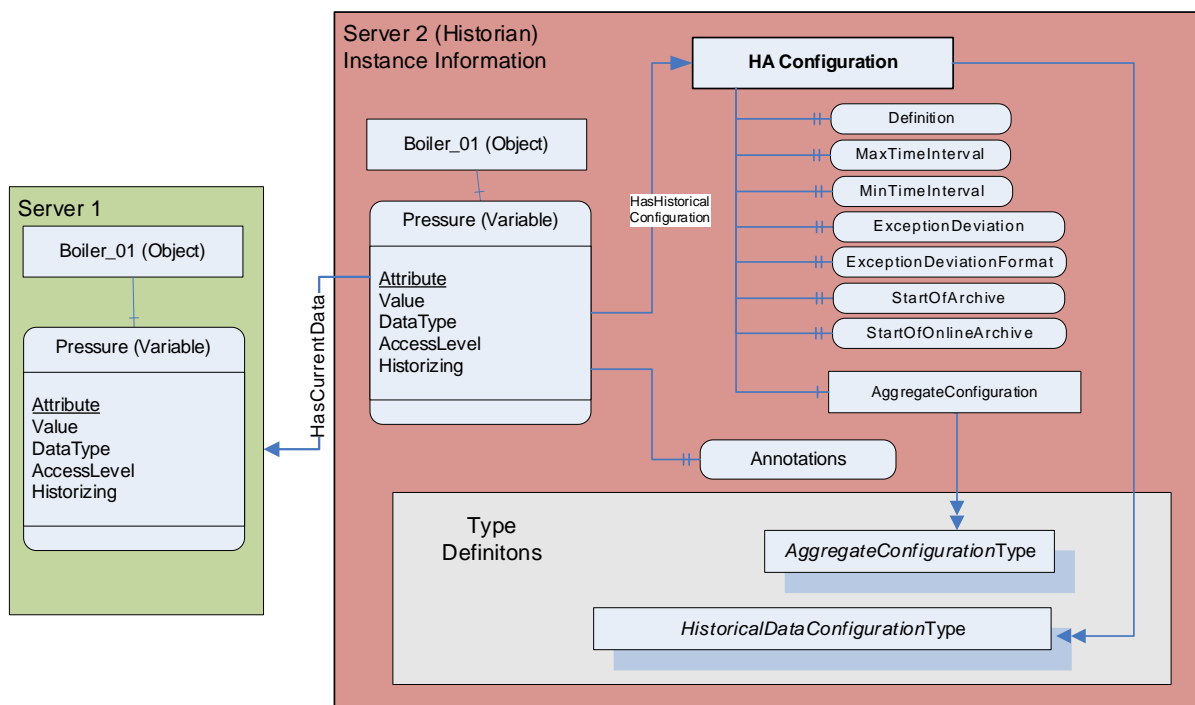 Server 2 (Historian)
Instance Information
HA Configuration
Definition
MaxTimeInterval
MinTimeInterval
ExceptionDeviation
ExceptionDeviationFormat
StartOfArchive
StartOfOnlineArchive
AggregateConfiguration
HasHistorical
Configuration
Boiler_01 (Object)
Pressure (Variable)
Attribute
Value
DataType
AccessLevel
Historizing
Annotations
HasCurrentData
Server 1
Boiler_01 (Object)
Pressure (Variable)
Attribute
Value
DataType
AccessLevel
Historizing
Type
Definitons
AggregateConfigurationType
HistoricalDataConfigurationType